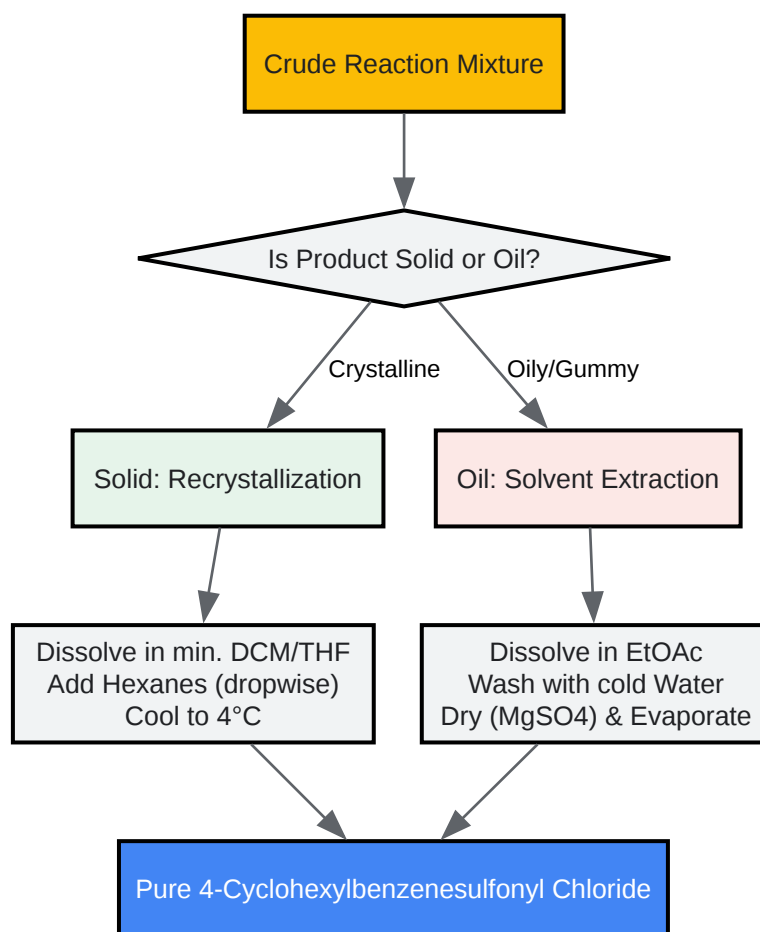 Crude Reaction Mixture
Is Product Solid or Oil?
Crystalline
Oily/Gummy
Solid: Recrystallization
Oil: Solvent Extraction
Dissolve in min. DCM/THF
Add Hexanes (dropwise)
Cool to 4°C
Dissolve in EtOAc
Wash with cold Water
Dry (MgSO4) & Evaporate
Pure 4-Cyclohexylbenzenesulfonyl Chloride